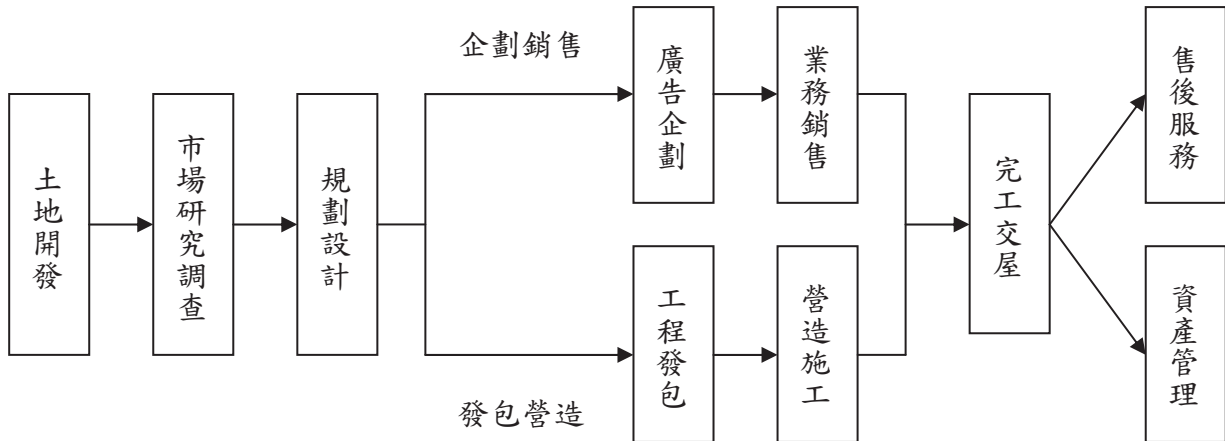 土地開發
市場研究調查
規劃設計
企劃銷售
廣告企劃
業務銷售
發包營造
工程發包
營造施工
完工交屋
售後服務
資產管理